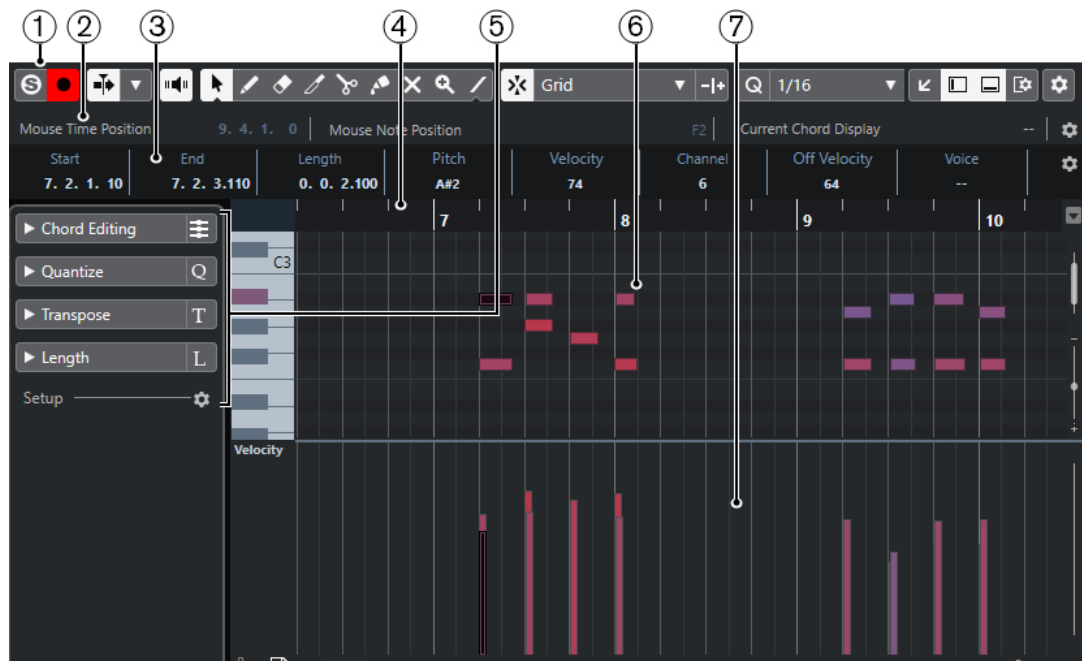 ① ② ③ ④ ⑤ ⑥ ⑦
S Grid Q 1/16
Mouse Time Position 9. 4. 1. 0 Mouse Note Position F2 Current Chord Display --
Start End Length Pitch Velocity Channel Off Velocity Voice
7. 2. 1. 10 7. 2. 3.110 0. 0. 2.100 A#2 74 6 64 --
7 8 9 10
Chord Editing
C3
Quantize Q
Transpose T
Length L
Setup
Velocity